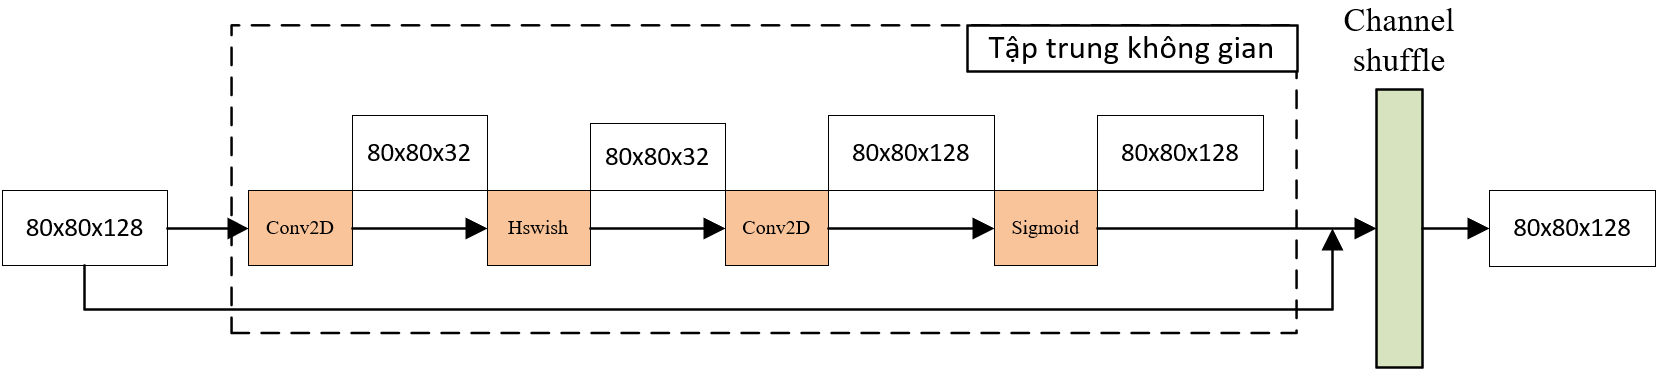 Channel
shuffle
Tập trung không gian
80x80x32
80x80x32
80x80x128
80x80x128
80x80x128
Conv2D
Hswish
Conv2D
Sigmoid
80x80x128